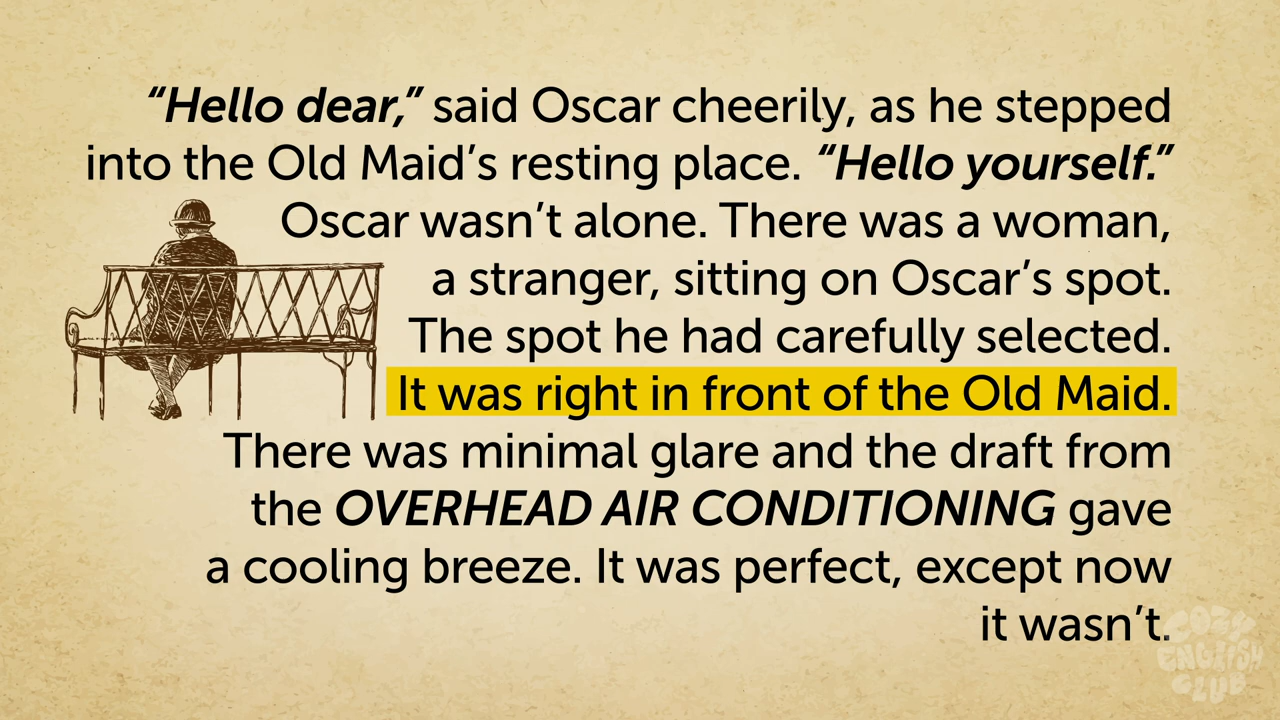 “Hello dear,” said Oscar cheerily, as he stepped
into the Old Maid’s resting place. “Hello yourself.”
Oscar wasn’t alone. There was a woman,
a stranger, sitting on Oscar’s spot.
The spot he had carefully selected.
It was right in front of the Old Maid.
There was minimal glare and the draft from
the OVERHEAD AIR CONDITIONING gave
a cooling breeze. It was perfect, except now
it wasn’t.
COZY
ENGLISH
CLUB